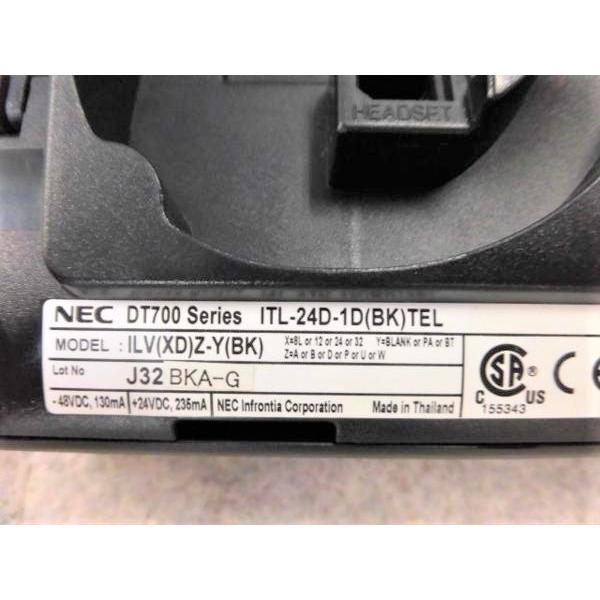 HEADSET
NEC DT700 Series ITL-24D-1D(BK)TEL
MODEL : ILV(XD)Z-Y(BK) X=8L or 12 or 24 or 32 Y=BLANK or PA or BT
Z=A or B or D or P or U or W
Lot No J32 BKA-G
-48VDC, 130mA +24VDC, 235mA NEC Infrontia Corporation Made in Thailand
C US
155343